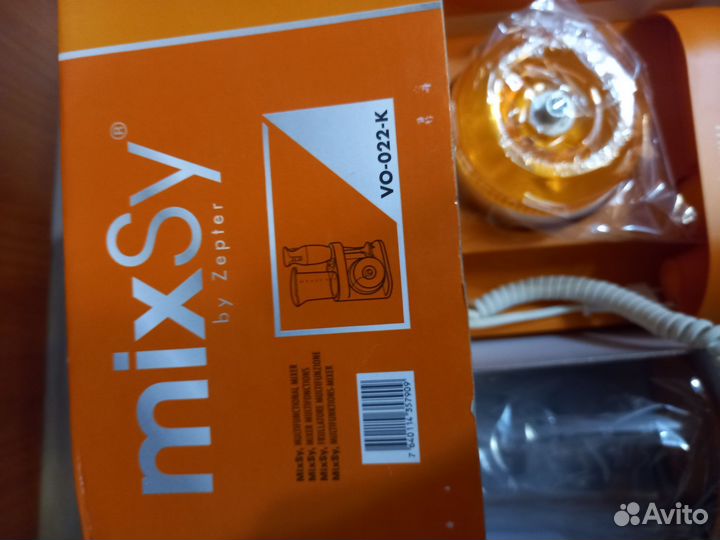 mixSy®
by Zepter
VO-022-K
MixSy, MULTIFUNCTIONAL MIXER
MixSy, MIXER MULTIFONCTIONS
MixSy, FRULLATORE MULTIFUNZIONE
MixSy, MULTIFUNKTIONS-MIXER
7 640114 357909
Avito